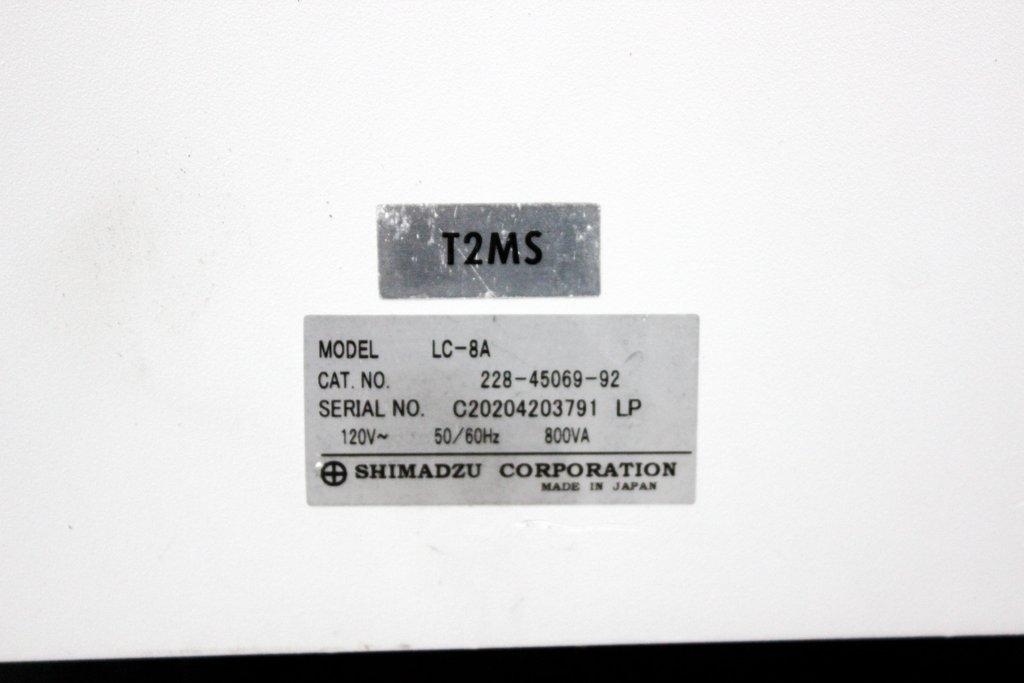 T2MS
MODEL LC-8A
CAT. NO. 228-45069-92
SERIAL NO. C20204203791 LP
120V~ 50/60Hz 800VA
SHIMADZU CORPORATION
MADE IN JAPAN